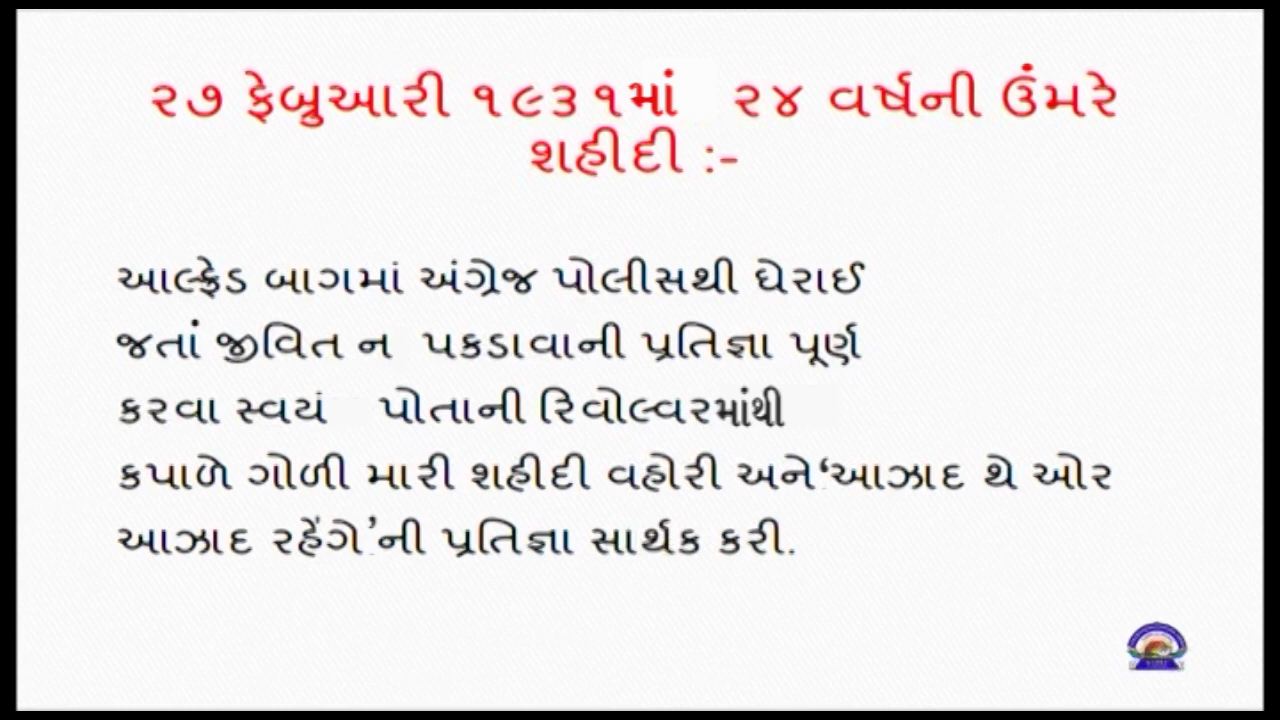 ૨૭ ફેબ્રુઆરી ૧૯૩૧માં ૨૪ વર્ષની ઉંમરે
શહીદી :-
આલ્ફ્રેડ બાગમાં અંગ્રેજ પોલીસથી ઘેરાઈ
જતાં જીવિત ન પકડાવાની પ્રતિજ્ઞા પૂર્ણ
કરવા સ્વયં પોતાની રિવોલ્વરમાંથી
કપાળે ગોળી મારી શહીદી વહોરી અને‘આઝાદ થે ઓર
આઝાદ રહેંગે’ની પ્રતિજ્ઞા સાર્થક કરી.